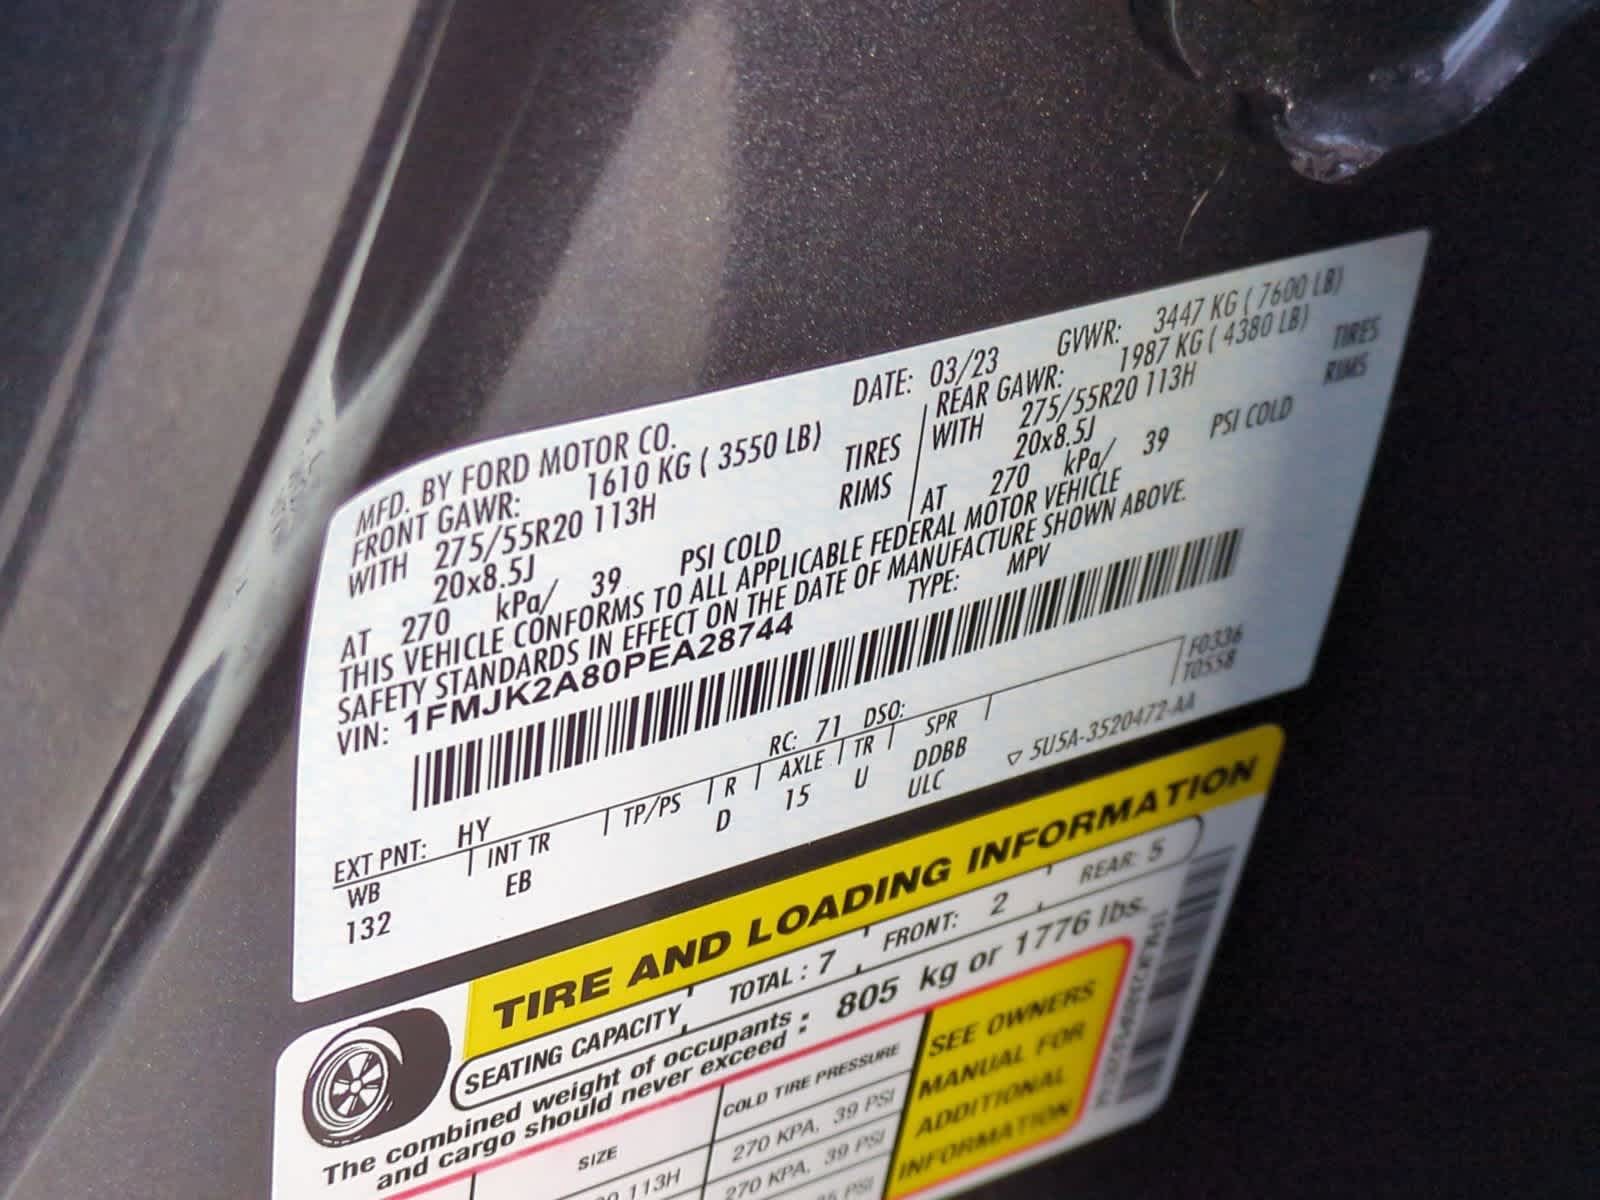 MFD. BY FORD MOTOR CO.
DATE: 03/23 GVWR: 3447 KG ( 7600 LB)
FRONT GAWR: 1610 KG ( 3550 LB)
REAR GAWR: 1987 KG ( 4380 LB)
WITH 275/55R20 113H TIRES
WITH 275/55R20 113H TIRES
20x8.5J RIMS
20x8.5J RIMS
AT 270 kPa/ 39 PSI COLD
AT 270 kPa/ 39 PSI COLD
THIS VEHICLE CONFORMS TO ALL APPLICABLE FEDERAL MOTOR VEHICLE
SAFETY STANDARDS IN EFFECT ON THE DATE OF MANUFACTURE SHOWN ABOVE.
VIN: 1FMJK2A80PEA28744 TYPE: MPV
F0336
T0558
EXT PNT: HY RC: 71 DSO:
WB INT TR TP/PS R AXLE TR SPR
132 EB D 15 U DDBB
ULC
5U5A-3520472-AA
TIRE AND LOADING INFORMATION
SEATING CAPACITY TOTAL : 7 FRONT: 2 REAR: 5
The combined weight of occupants : 805 kg or 1776 lbs.
and cargo should never exceed
SIZE COLD TIRE PRESSURE
113H 270 KPA, 39 PSI
270 KPA, 39 PSI
PSI
SEE OWNERS
MANUAL FOR
ADDITIONAL
INFORMATION